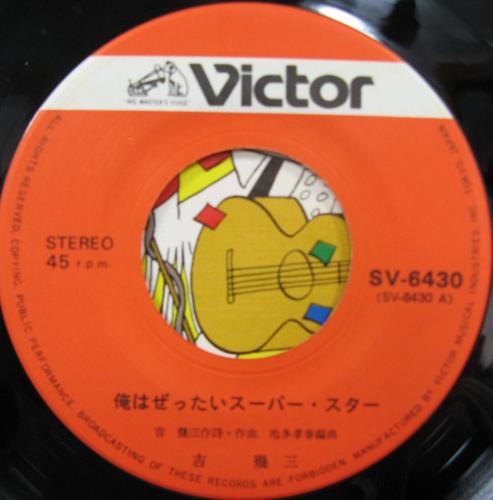 Victor
"HIS MASTER'S VOICE"
STEREO
45 r.p.m.
SV-6430
(SV-6430 A)
俺はぜったいスーパー・スター
吉 幾三作詩・作曲 池多孝春編曲
吉 幾三
ALL RIGHTS RESERVED. COPYING, PUBLIC PERFORMANCE, BROADCASTING OF THESE RECORDS ARE FORBIDDEN. MANUFACTURED BY VICTOR MUSICAL INDUSTRIES, INC. TOKYO, JAPAN